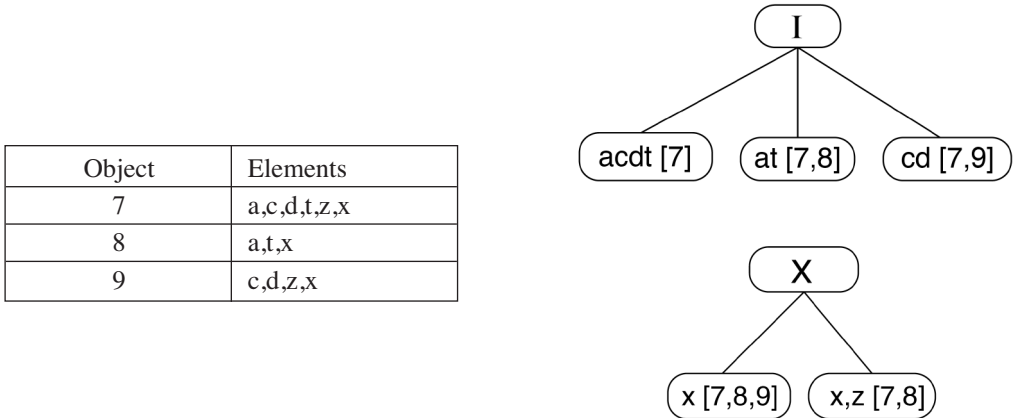 Object Elements
7 a,c,d,t,z,x
8 a,t,x
9 c,d,z,x
I
acdt [7] at [7,8] cd [7,9]
X
x [7,8,9] x,z [7,8]